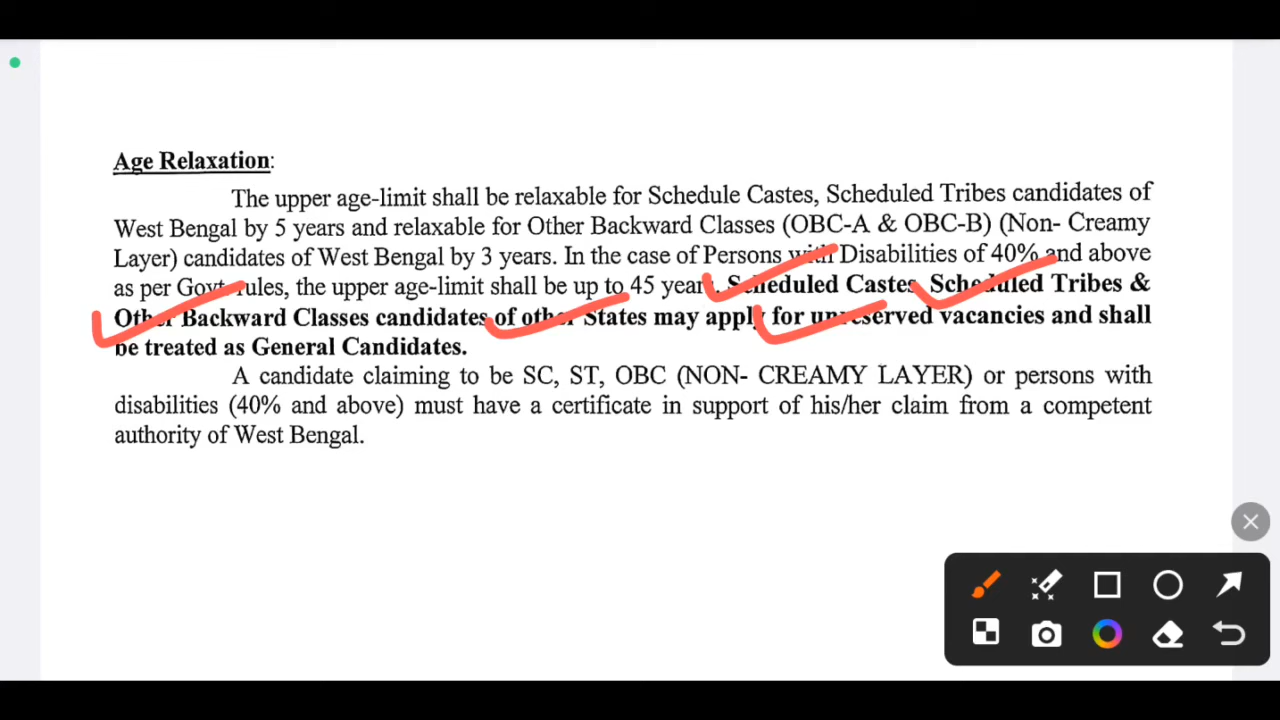 Age Relaxation:
The upper age-limit shall be relaxable for Schedule Castes, Scheduled Tribes candidates of
West Bengal by 5 years and relaxable for Other Backward Classes (OBC-A & OBC-B) (Non- Creamy
Layer) candidates of West Bengal by 3 years. In the case of Persons with Disabilities of 40% and above
as per Govt. rules, the upper age-limit shall be up to 45 years. Scheduled Castes, Scheduled Tribes &
Other Backward Classes candidates of other States may apply for unreserved vacancies and shall
be treated as General Candidates.
A candidate claiming to be SC, ST, OBC (NON- CREAMY LAYER) or persons with
disabilities (40% and above) must have a certificate in support of his/her claim from a competent
authority of West Bengal.